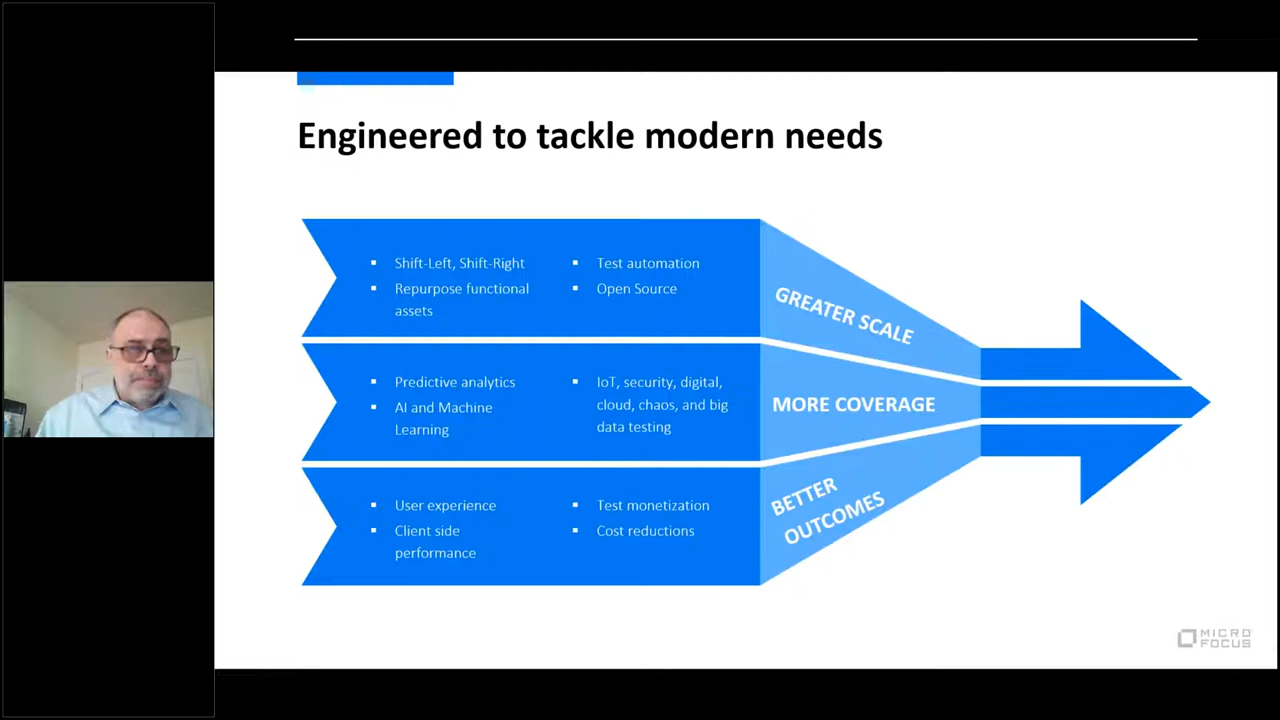 Engineered to tackle modern needs
Shift-Left, Shift-Right
Repurpose functional
assets
Test automation
Open Source
GREATER SCALE
Predictive analytics
AI and Machine
Learning
IoT, security, digital,
cloud, chaos, and big
data testing
MORE COVERAGE
User experience
Client side
performance
Test monetization
Cost reductions
BETTER
OUTCOMES
MICRO
FOCUS